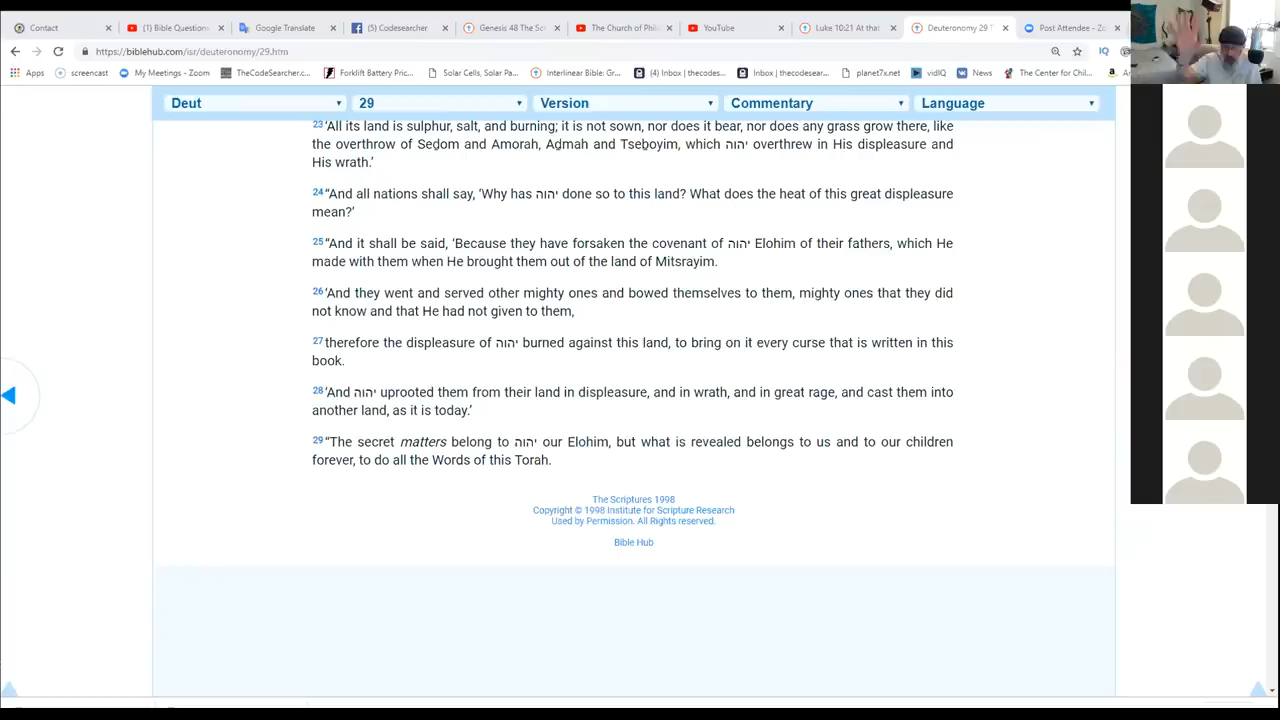 Contact
(1) Bible Questions
Google Translate
(5) Codesearcher
Genesis 48 The Sc
The Church of Phil
YouTube
Luke 10:21 At that
Deuteronomy 29 T
Post Attendee - Zo
https://biblehub.com/isr/deuteronomy/29.htm
Apps
screencast
My Meetings - Zoom
TheCodeSearcher.c...
Forklift Battery Pric...
Solar Cells, Solar Pa...
Interlinear Bible: Gr...
(4) Inbox | thecodes...
Inbox | thecodesear...
planet7x.net
vidIQ
News
The Center for Chil...
Deut
29
Version
Commentary
Language
23 ‘All its land is sulphur, salt, and burning; it is not sown, nor does it bear, nor does any grass grow there, like
the overthrow of Seḏom and Amorah, Aḏmah and Tseḇoyim, which יהוה overthrew in His displeasure and
His wrath.’
24 “And all nations shall say, ‘Why has יהוה done so to this land? What does the heat of this great displeasure
mean?’
25 “And it shall be said, ‘Because they have forsaken the covenant of יהוה Elohim of their fathers, which He
made with them when He brought them out of the land of Mitsrayim.
26 ‘And they went and served other mighty ones and bowed themselves to them, mighty ones that they did
not know and that He had not given to them,
27 therefore the displeasure of יהוה burned against this land, to bring on it every curse that is written in this
book.
28 ‘And יהוה uprooted them from their land in displeasure, and in wrath, and in great rage, and cast them into
another land, as it is today.’
29 “The secret matters belong to יהוה our Elohim, but what is revealed belongs to us and to our children
forever, to do all the Words of this Torah.
The Scriptures 1998
Copyright © 1998 Institute for Scripture Research
Used by Permission. All Rights reserved.
Bible Hub